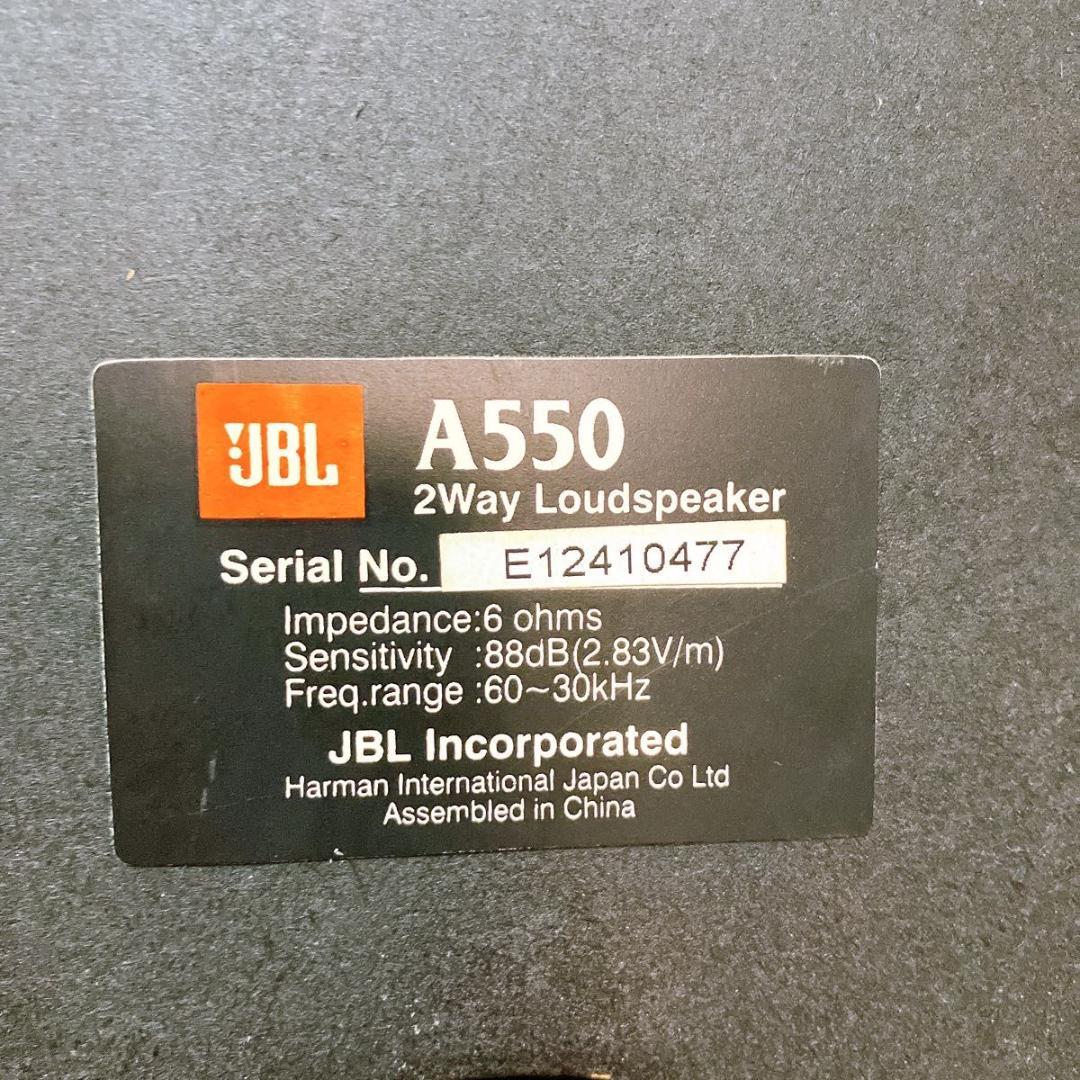 JBL
A550
2Way Loudspeaker
Serial No. E12410477
Impedance:6 ohms
Sensitivity :88dB(2.83V/m)
Freq.range :60~30kHz
JBL Incorporated
Harman International Japan Co Ltd
Assembled in China